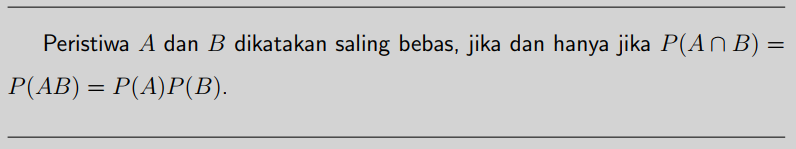 Peristiwa A dan B dikatakan saling bebas, jika dan hanya jika P(A ∩ B) =
P(AB) = P(A)P(B).